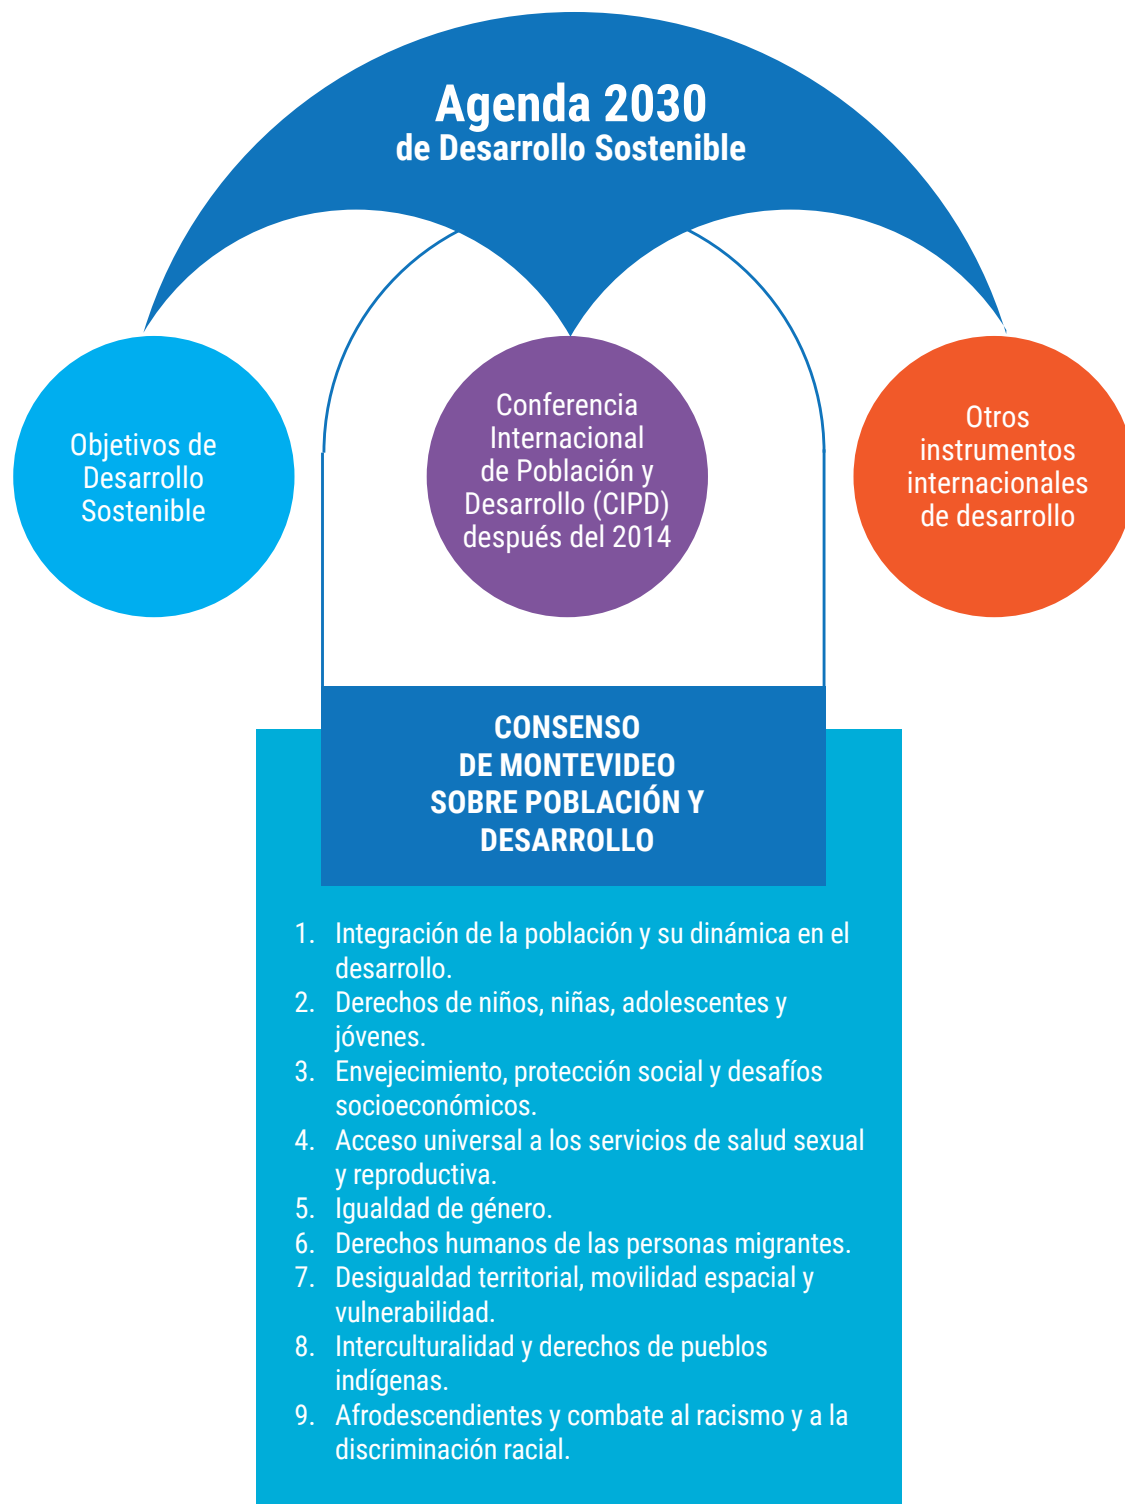 Agenda 2030
de Desarrollo Sostenible
Objetivos de
Desarrollo
Sostenible
Conferencia
Internacional
de Población y
Desarrollo (CIPD)
después del 2014
Otros
instrumentos
internacionales
de desarrollo
CONSENSO
DE MONTEVIDEO
SOBRE POBLACIÓN Y
DESARROLLO
1. Integración de la población y su dinámica en el
desarrollo.
2. Derechos de niños, niñas, adolescentes y
jóvenes.
3. Envejecimiento, protección social y desafíos
socioeconómicos.
4. Acceso universal a los servicios de salud sexual
y reproductiva.
5. Igualdad de género.
6. Derechos humanos de las personas migrantes.
7. Desigualdad territorial, movilidad espacial y
vulnerabilidad.
8. Interculturalidad y derechos de pueblos
indígenas.
9. Afrodescendientes y combate al racismo y a la
discriminación racial.